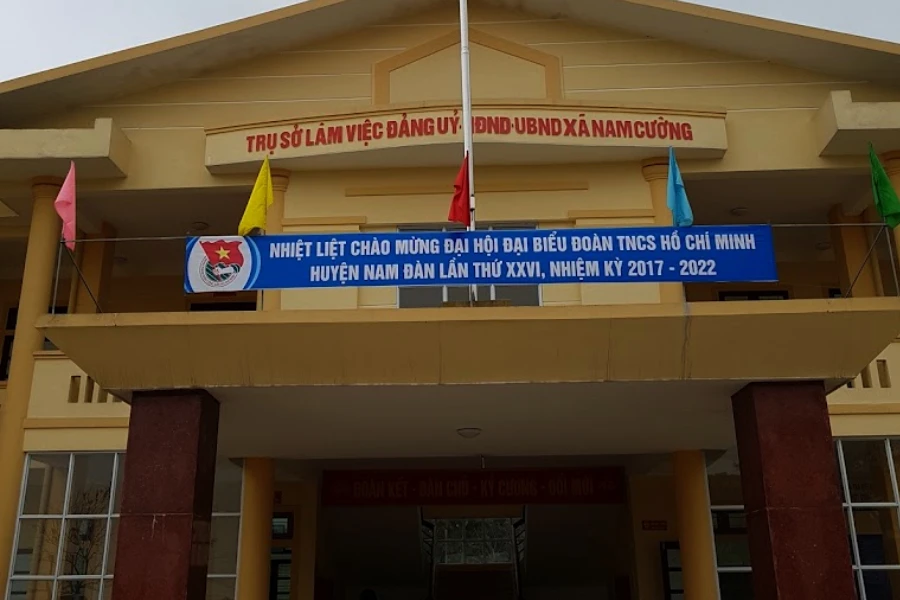 TRỤ SỞ LÀM VIỆC ĐẢNG UỶ-HĐND-UBND XÃ NAM CƯỜNG
NHIỆT LIỆT CHÀO MỪNG ĐẠI HỘI ĐẠI BIỂU ĐOÀN TNCS HỒ CHÍ MINH
HUYỆN NAM ĐÀN LẦN THỨ XXVI, NHIỆM KỲ 2017 - 2022
ĐOÀN KẾT - DÂN CHỦ - KỶ CƯƠNG - ĐỔI MỚI